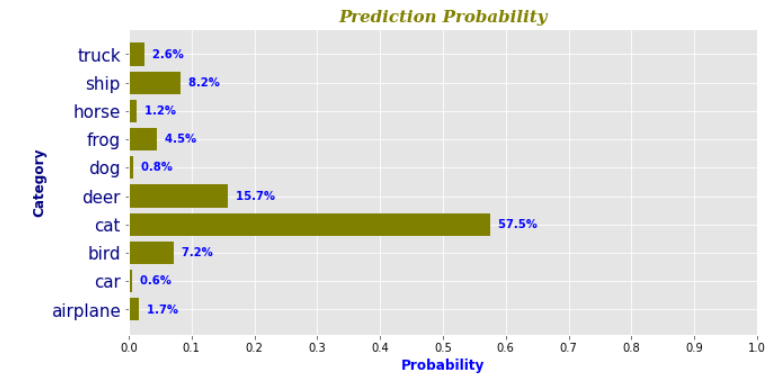 Prediction Probability
Category
truck 2.6%
ship 8.2%
horse 1.2%
frog 4.5%
dog 0.8%
deer 15.7%
cat 57.5%
bird 7.2%
car 0.6%
airplane 1.7%
0.0 0.1 0.2 0.3 0.4 0.5 0.6 0.7 0.8 0.9 1.0
Probability